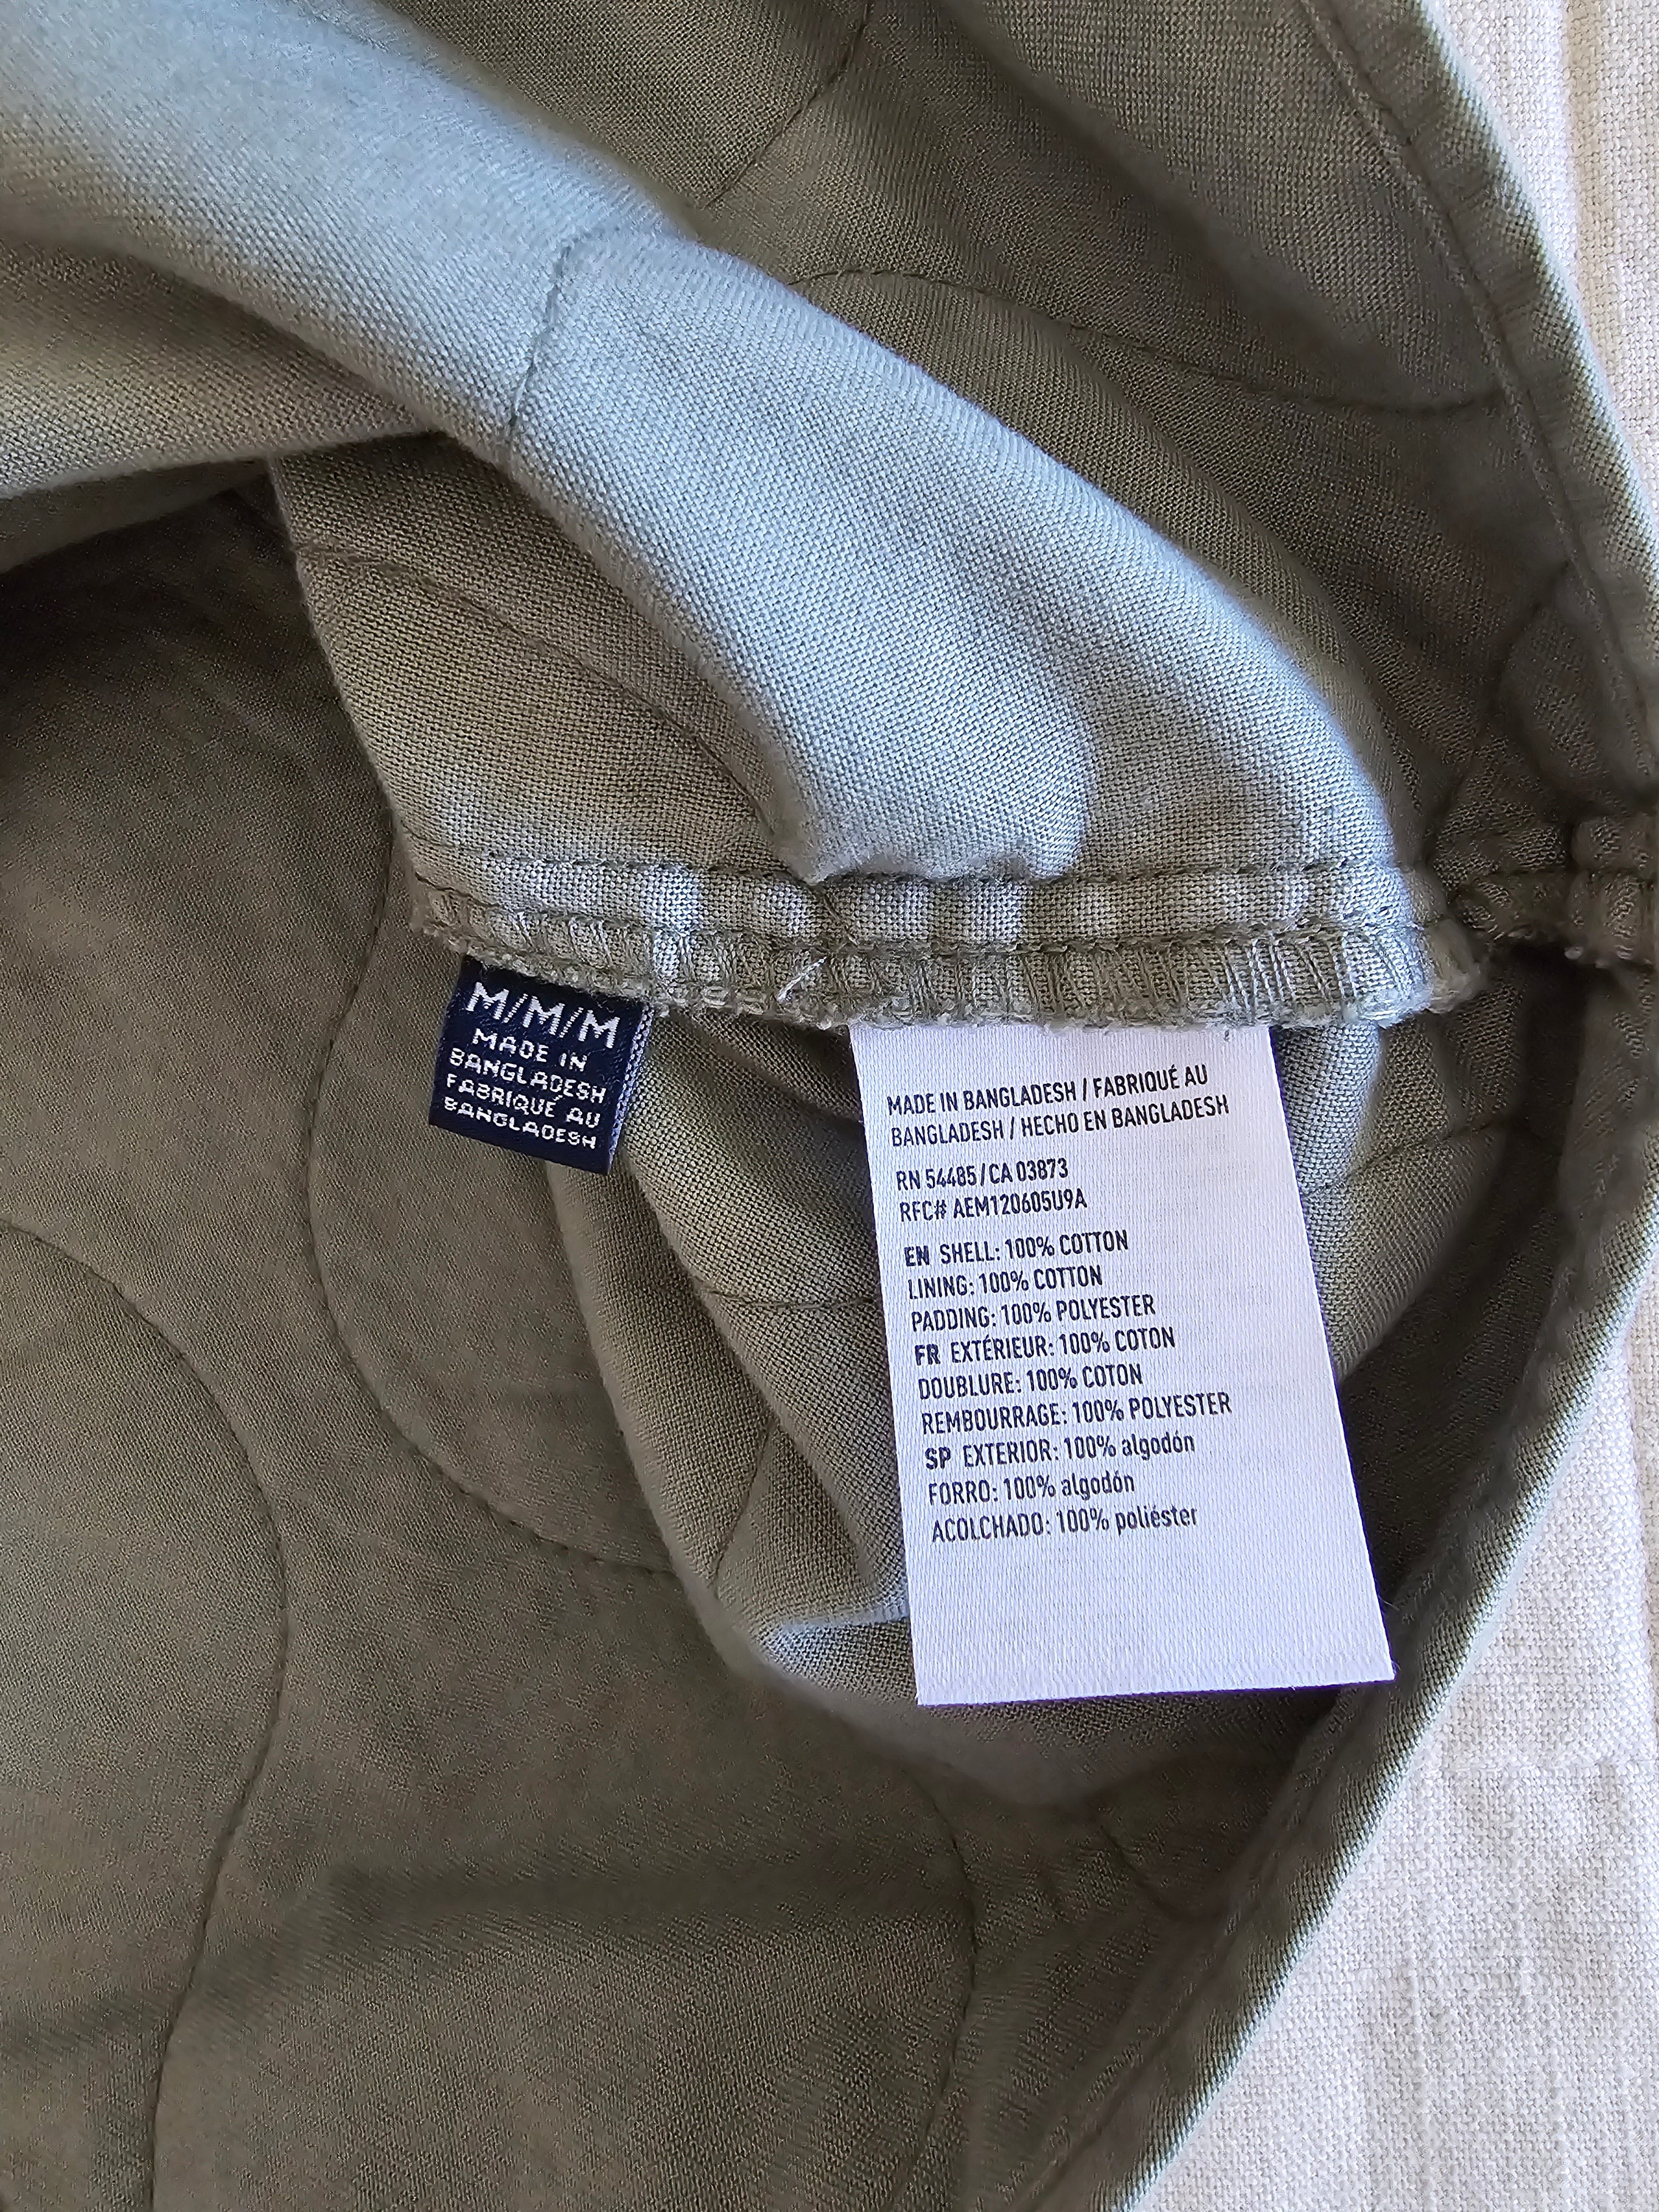 M/M/M
MADE IN
BANGLADESH
FABRIQUÉ AU
BANGLADESH
MADE IN BANGLADESH / FABRIQUÉ AU
BANGLADESH / HECHO EN BANGLADESH
RN 54485/CA 03873
RFC# AEM120605U9A
EN SHELL: 100% COTTON
LINING: 100% COTTON
PADDING: 100% POLYESTER
FR EXTÉRIEUR: 100% COTON
DOUBLURE: 100% COTON
REMBOURRAGE: 100% POLYESTER
SP EXTERIOR: 100% algodón
FORRO: 100% algodón
ACOLCHADO: 100% poliéster